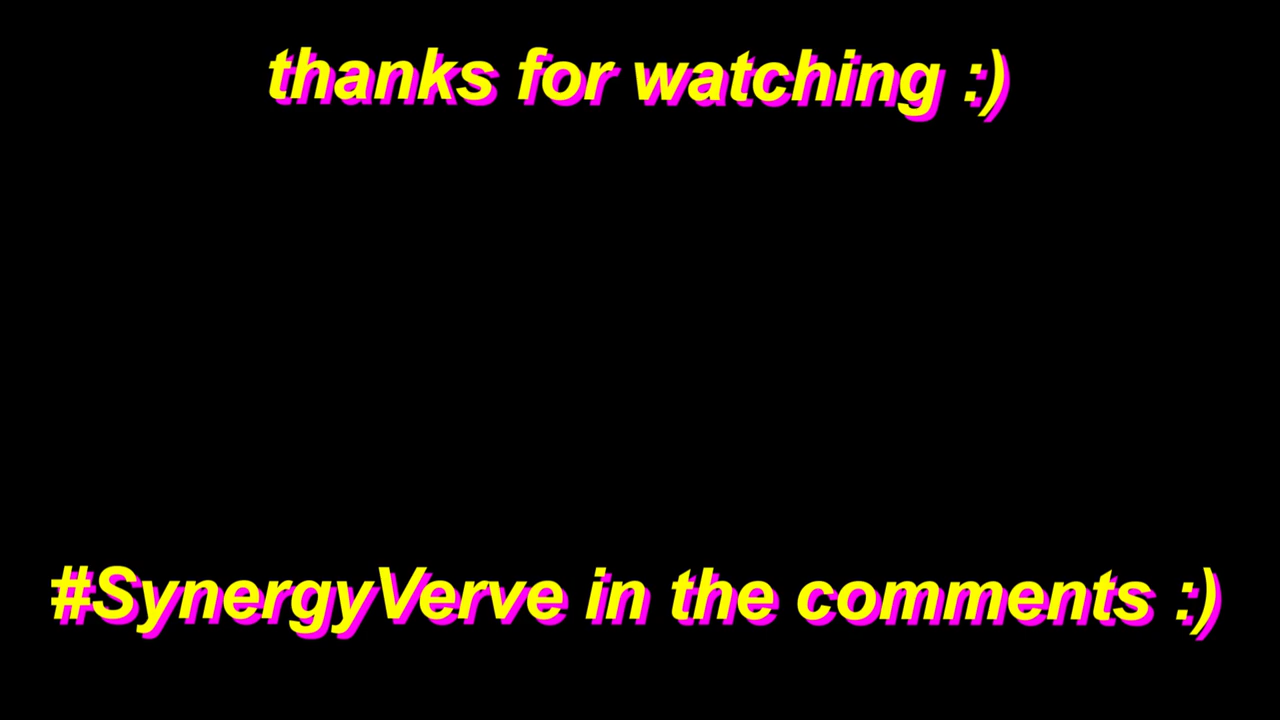 thanks for watching :)
#SynergyVerve in the comments :)